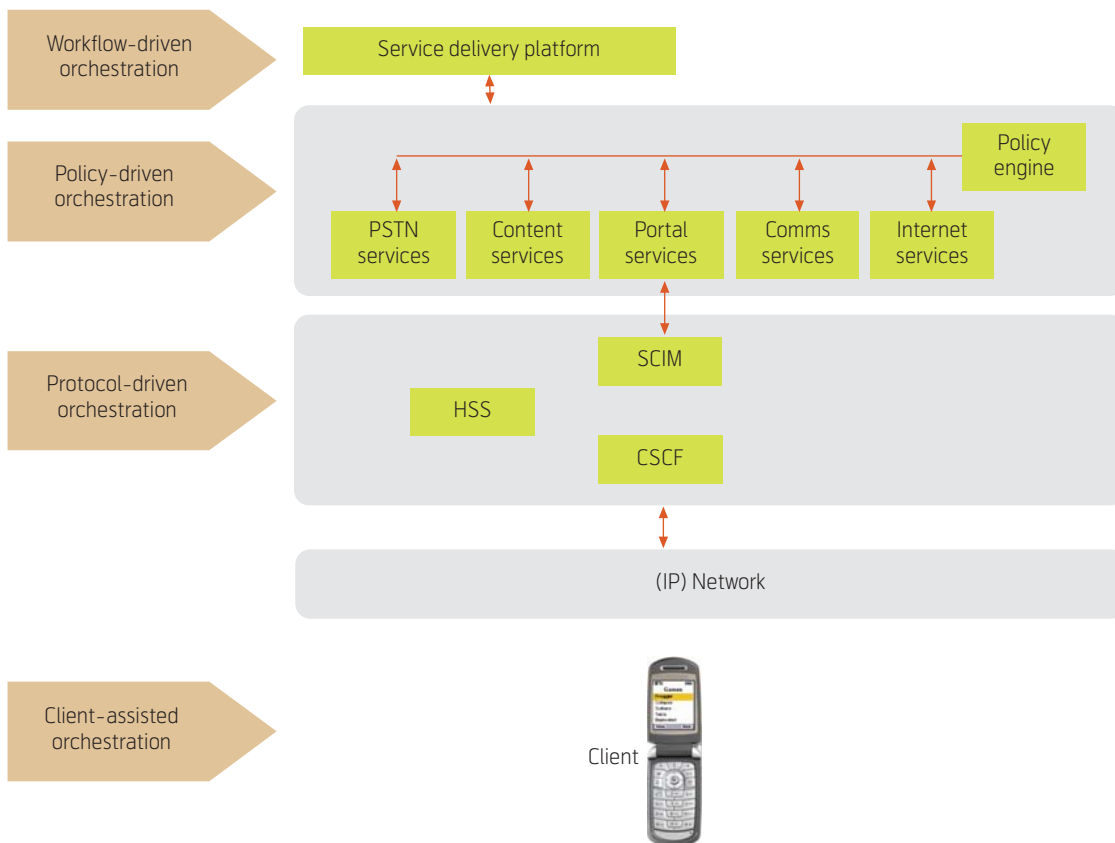 Workflow-driven
orchestration
Service delivery platform
Policy-driven
orchestration
Policy
engine
PSTN
services
Content
services
Portal
services
Comms
services
Internet
services
Protocol-driven
orchestration
SCIM
HSS
CSCF
(IP) Network
Client-assisted
orchestration
Games
Client